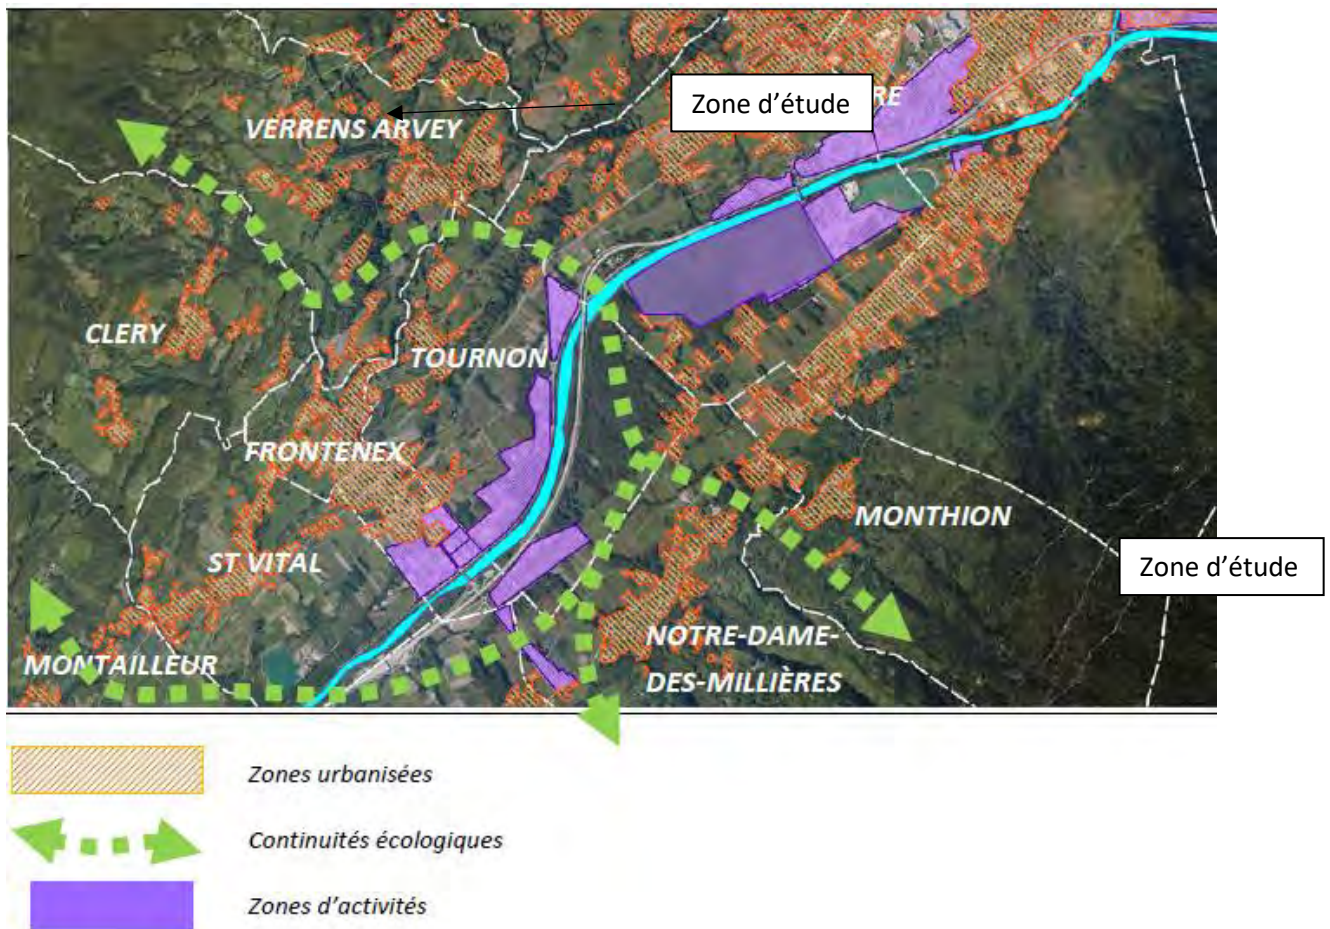 Zone d'étude
RE
VERRENS ARVEY
CLERY
TOURNON
FRONTENEX
MONTHION
ST VITAL
Zone d'étude
NOTRE-DAME-
DES-MILLIÈRES
MONTAILLEUR
Zones urbanisées
Continuités écologiques
Zones d'activités